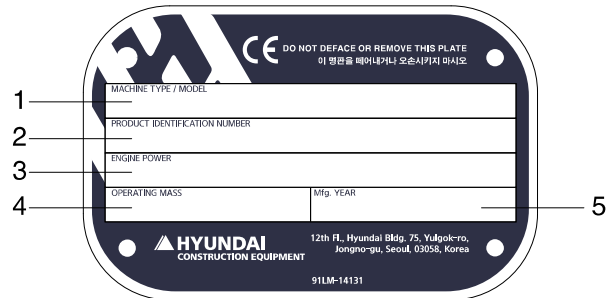 CE DO NOT DEFACE OR REMOVE THIS PLATE
이 명판을 떼어내거나 오손시키지 마시오
1 MACHINE TYPE / MODEL
2 PRODUCT IDENTIFICATION NUMBER
3 ENGINE POWER
4 OPERATING MASS Mfg. YEAR 5
HYUNDAI
CONSTRUCTION EQUIPMENT
12th Fl., Hyundai Bldg. 75, Yulgok-ro,
Jongno-gu, Seoul, 03058, Korea
91LM-14131